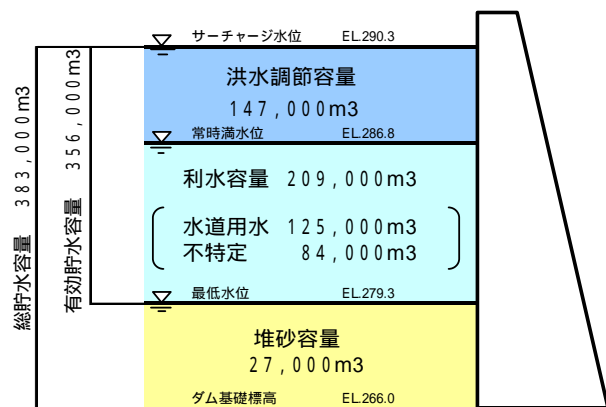 サーチャージ水位 EL.290.3
洪水調節容量
147,000m3
常時満水位 EL.286.8
利水容量 209,000m3
水道用水 125,000m3
不特定 84,000m3
最低水位 EL.279.3
堆砂容量
27,000m3
ダム基礎標高 EL.266.0
総貯水容量 383,000m3
有効貯水容量 356,000m3